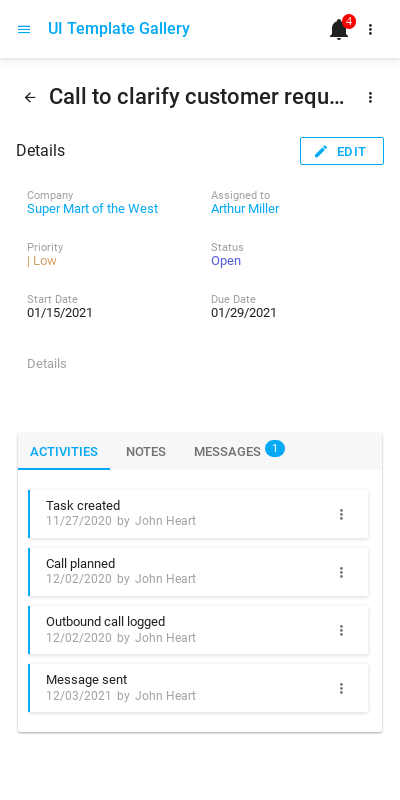 UI Template Gallery
4
Call to clarify customer requ...
Details
EDIT
Company
Assigned to
Super Mart of the West
Arthur Miller
Priority
Status
| Low
Open
Start Date
Due Date
01/15/2021
01/29/2021
Details
ACTIVITIES NOTES MESSAGES 1
Task created
11/27/2020 by John Heart
Call planned
12/02/2020 by John Heart
Outbound call logged
12/02/2020 by John Heart
Message sent
12/03/2021 by John Heart